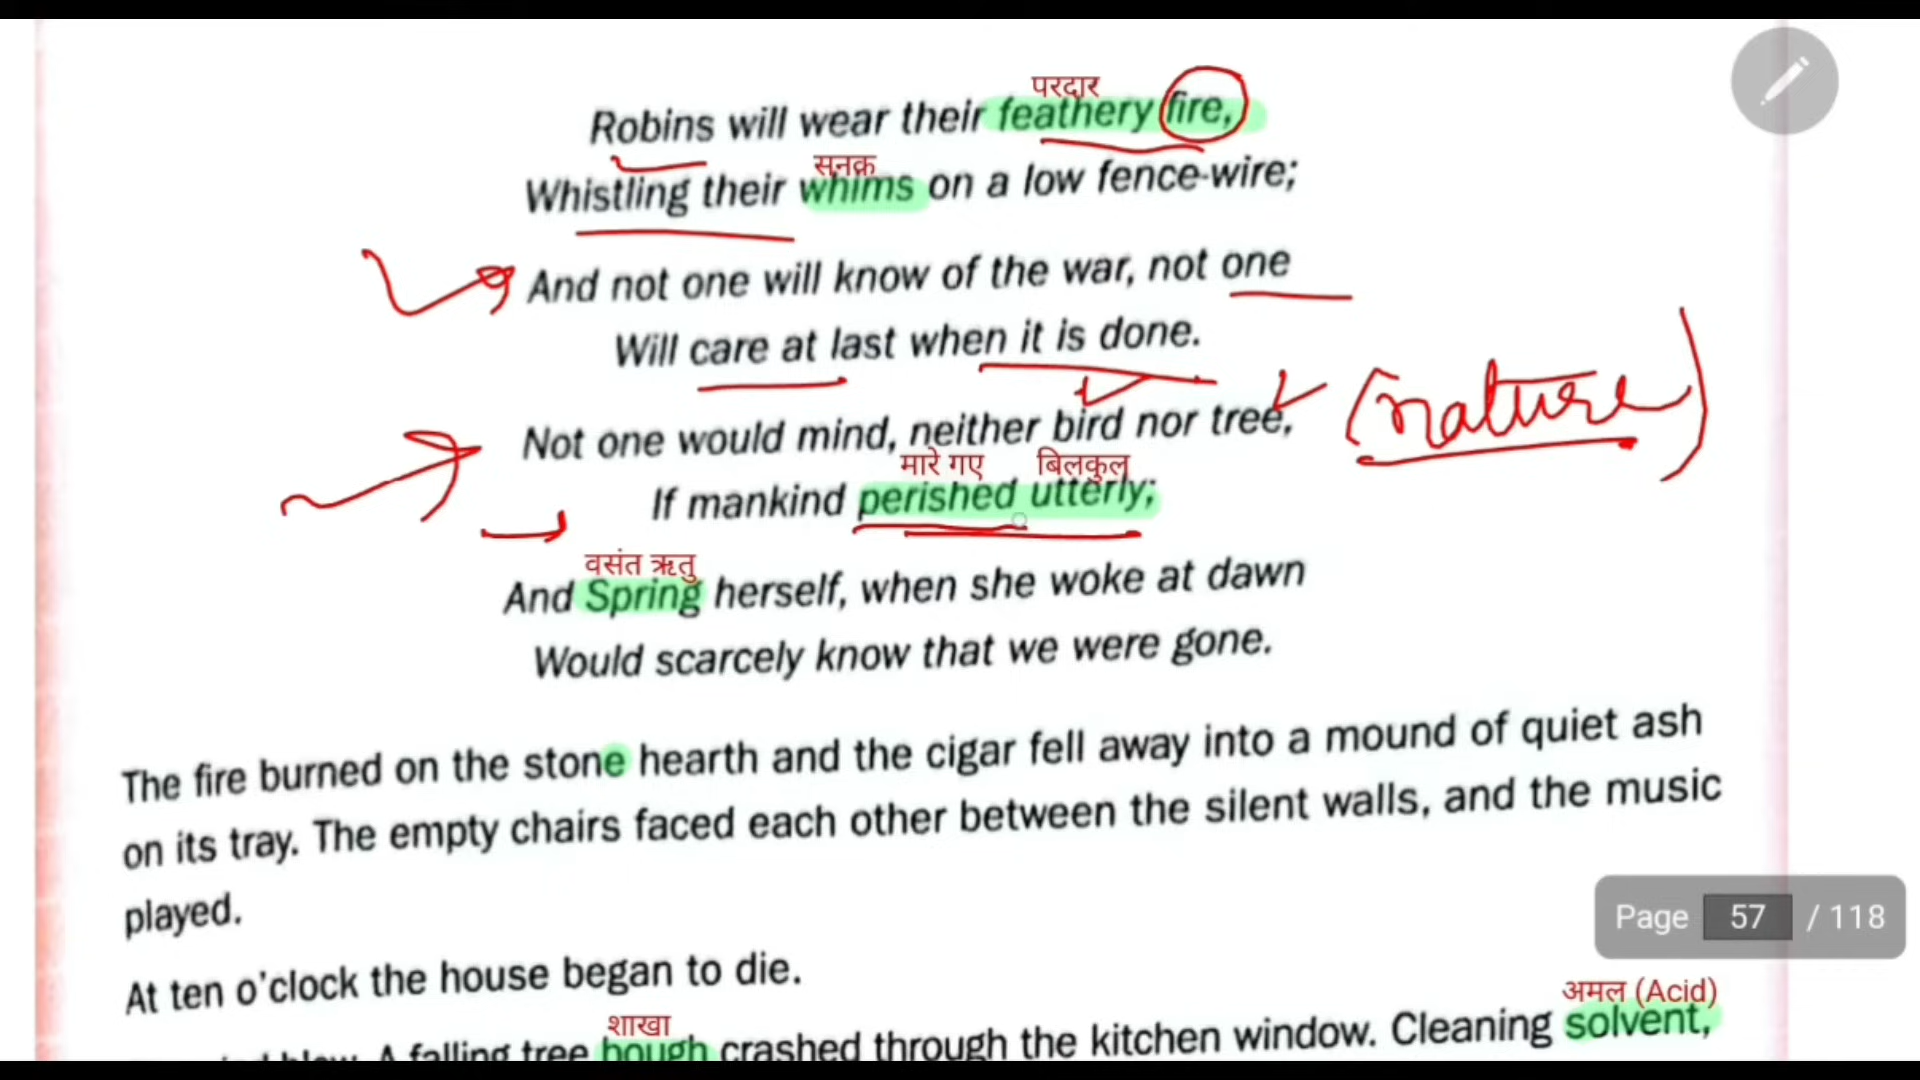 परदार
Robins will wear their feathery fire,
सनक
Whistling their whims on a low fence-wire;
And not one will know of the war, not one
Will care at last when it is done.
(nature)
Not one would mind, neither bird nor tree,
मारे गए बिलकुल
If mankind perished utterly;
वसंत ऋतु
And Spring herself, when she woke at dawn
Would scarcely know that we were gone.
The fire burned on the stone hearth and the cigar fell away into a mound of quiet ash
on its tray. The empty chairs faced each other between the silent walls, and the music
played.
Page 57 / 118
At ten o'clock the house began to die.
अमल (Acid)
शाखा
blow. A falling tree bough crashed through the kitchen window. Cleaning solvent,